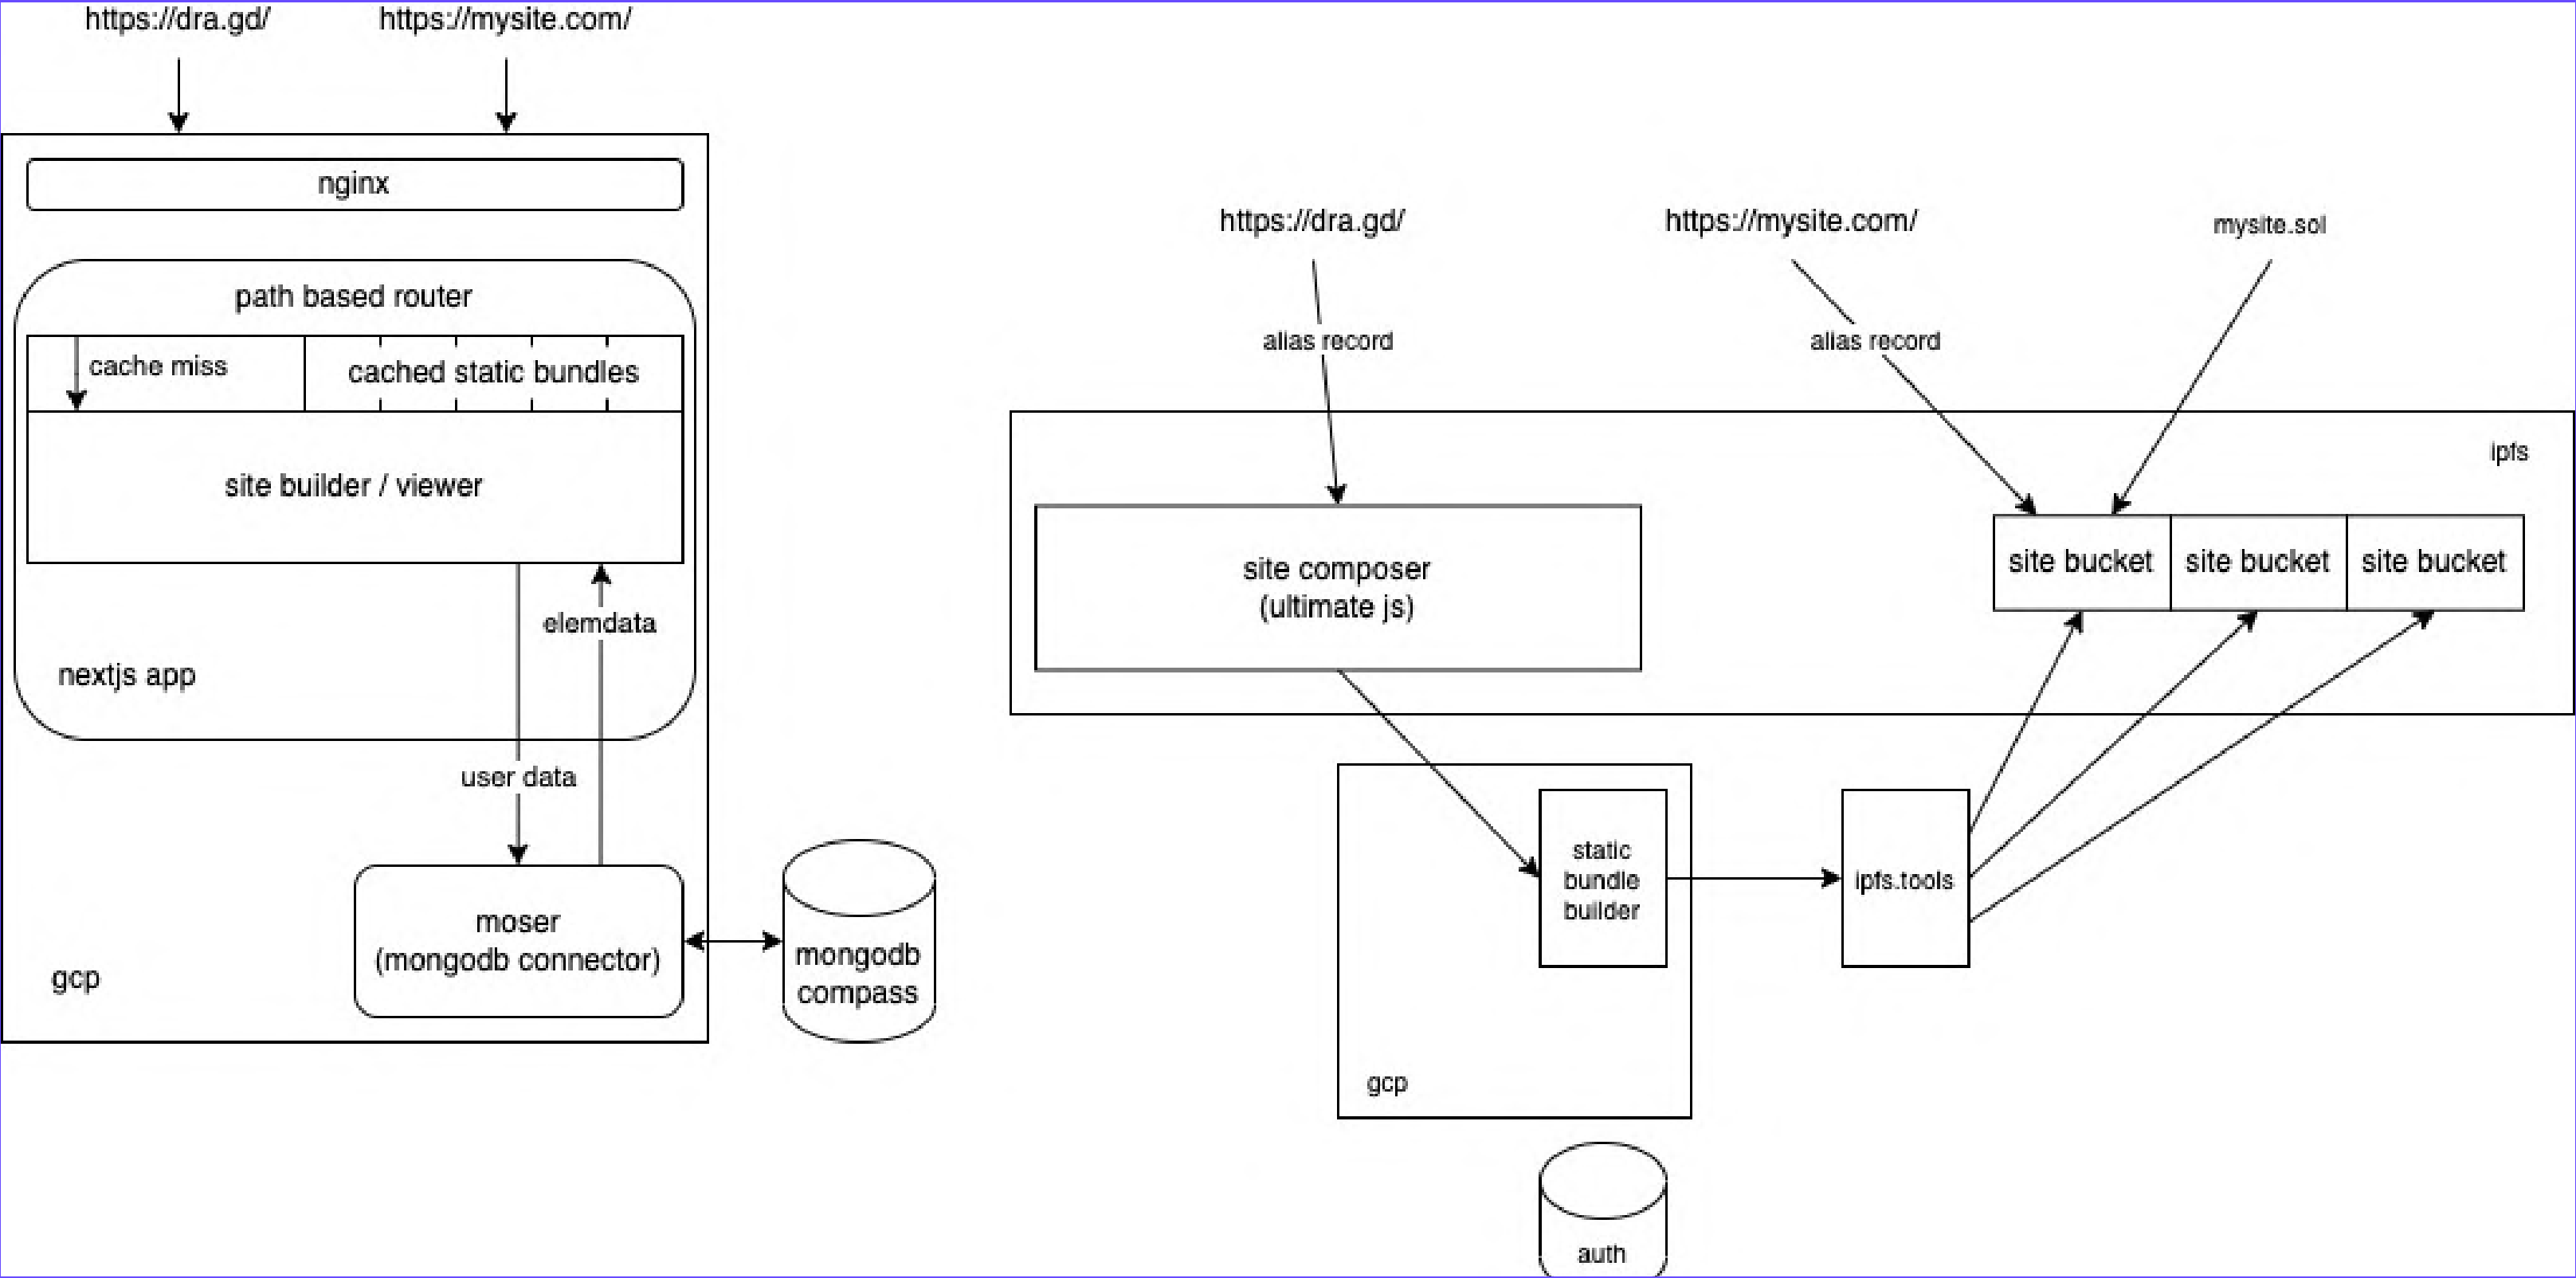 https://dra.gd/
https://mysite.com/
nginx
path based router
cache miss
cached static bundles
site builder / viewer
elemdata
nextjs app
user data
moser
(mongodb connector)
gcp
mongodb
compass
https://dra.gd/
https://mysite.com/
mysite.sol
alias record
alias record
ipfs
site composer
(ultimate js)
site bucket
site bucket
site bucket
static
bundle
builder
ipfs.tools
gcp
auth